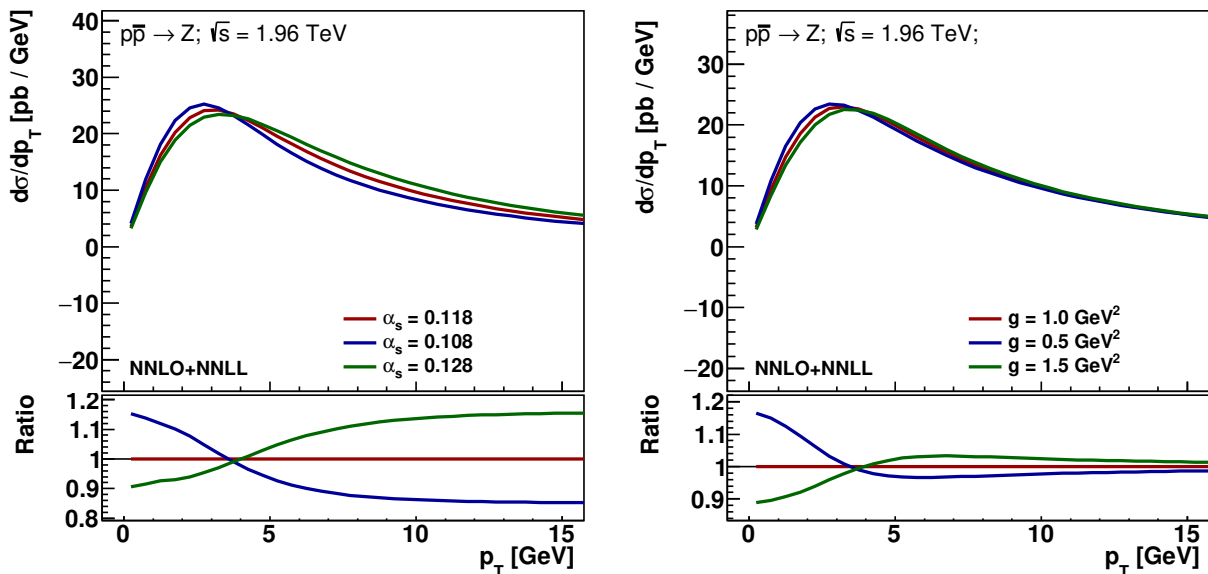 pp̅ → Z; √s = 1.96 TeV
dσ/dp_T [pb / GeV]
40
30
20
10
0
−10
−20
α_s = 0.118
α_s = 0.108
α_s = 0.128
NNLO+NNLL
Ratio
1.2
1.1
1
0.9
0.8
0 5 10 15
p_T [GeV]
pp̅ → Z; √s = 1.96 TeV;
dσ/dp_T [pb / GeV]
30
20
10
0
−10
−20
g = 1.0 GeV²
g = 0.5 GeV²
g = 1.5 GeV²
NNLO+NNLL
Ratio
1.2
1.1
1
0.9
0 5 10 15
p_T [GeV]